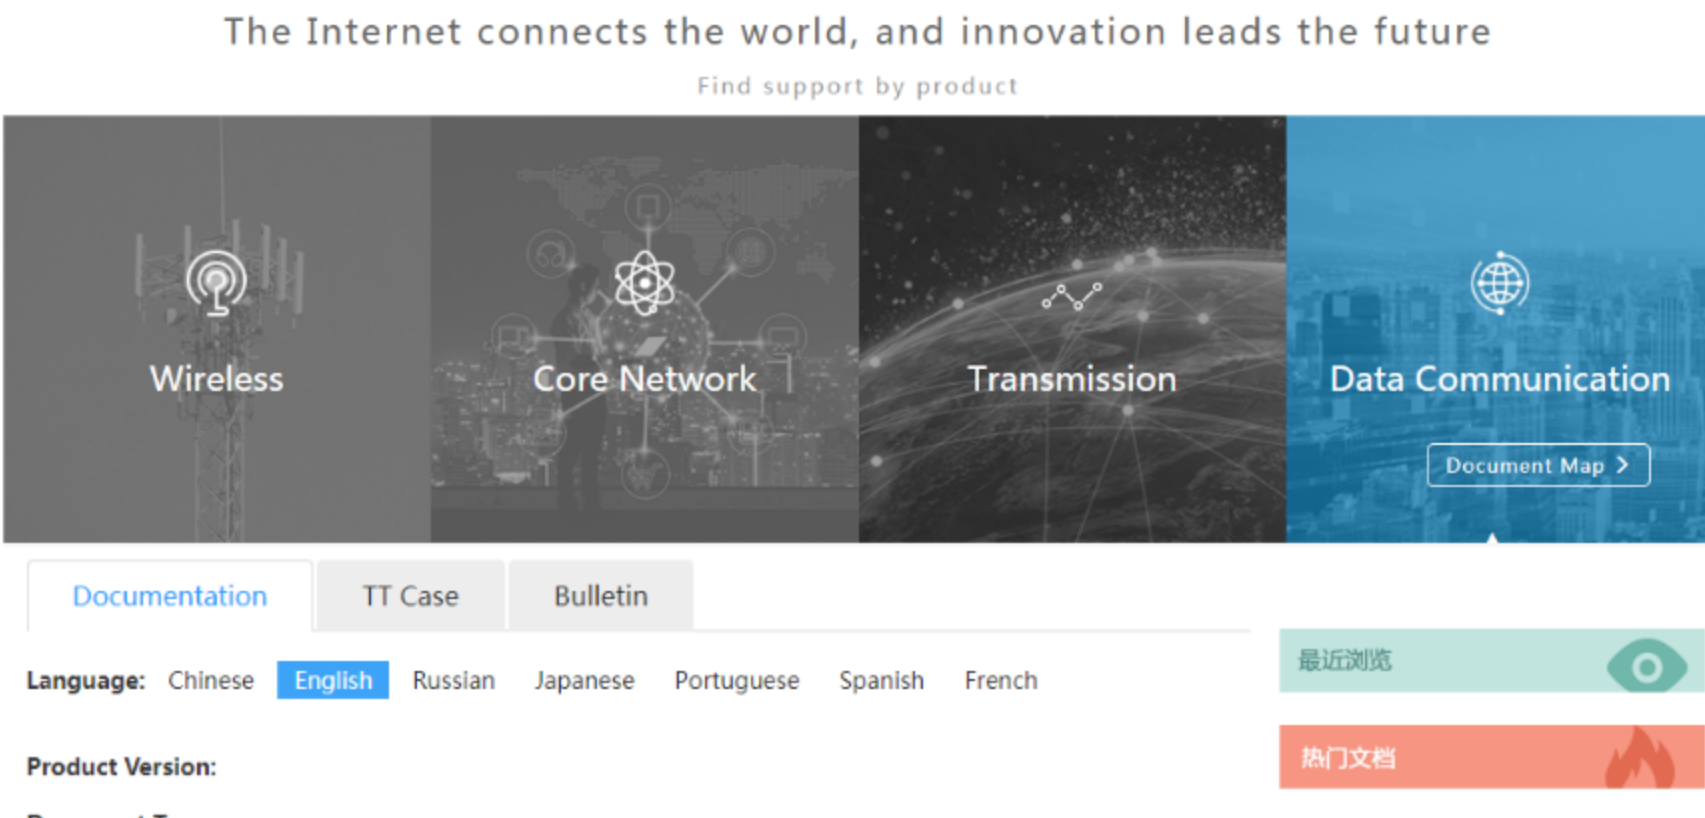 The Internet connects the world, and innovation leads the future
Find support by product
Wireless
Core Network
Transmission
Data Communication
Document Map >
Documentation TT Case Bulletin
Language: Chinese English Russian Japanese Portuguese Spanish French
最近浏览
热门文档
Product Version: